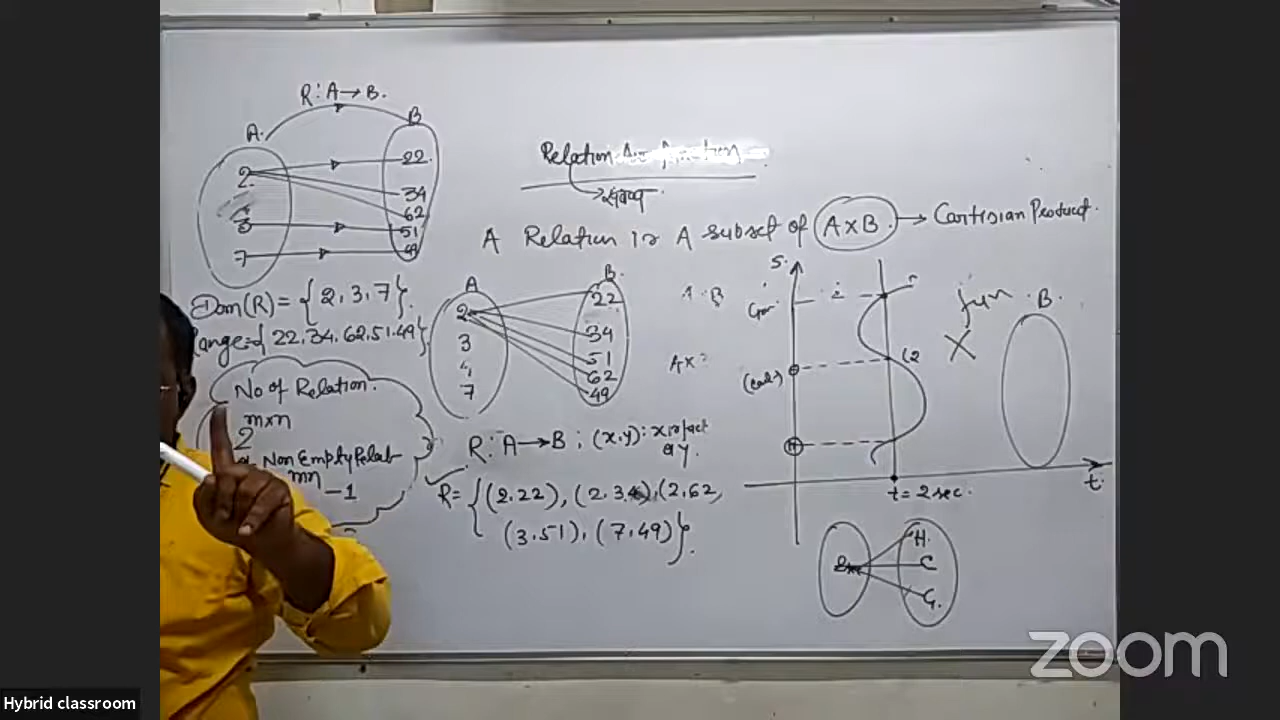 R: A→B.
A.
B
2
3
7
22.
34
62
51
49
Relation
→ संबंध
A Relation is A subset of A×B. → Cartisian Product.
Dom(R) = {2, 3, 7}.
Range = {22, 34, 62, 51, 49}
No of Relation.
2 m×n
Non Empty Relat
mn
-1
A
2
3
4
7
B.
22
34
51
62
49
A B
A×
R: A→B ; (x,y): x is fact
of y.
R = {(2,22), (2,34), (2,62,
(3,51), (7,49)}.
S.
H
t = 2 sec.
t.
fun
X
B.
H.
C
G.
zoom
Hybrid classroom